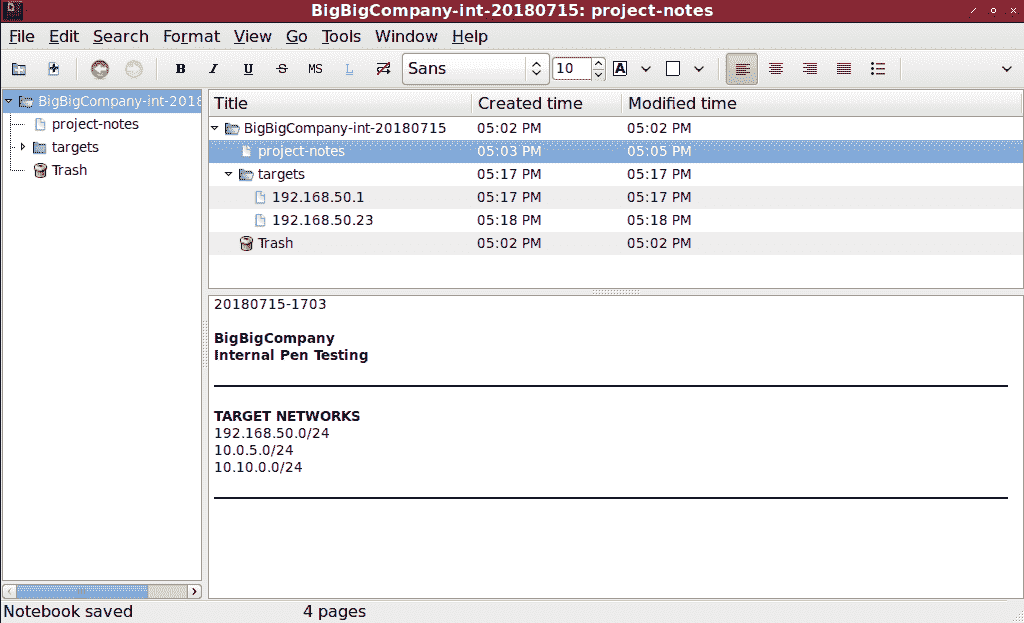 BigBigCompany-int-20180715: project-notes
File Edit Search Format View Go Tools Window Help
B I U S MS L Sans 10 A
BigBigCompany-int-2018
project-notes
targets
Trash
Title Created time Modified time
BigBigCompany-int-20180715 05:02 PM 05:02 PM
project-notes 05:03 PM 05:05 PM
targets 05:17 PM 05:17 PM
192.168.50.1 05:17 PM 05:17 PM
192.168.50.23 05:18 PM 05:18 PM
Trash 05:02 PM 05:02 PM
20180715-1703
BigBigCompany
Internal Pen Testing
TARGET NETWORKS
192.168.50.0/24
10.0.5.0/24
10.10.0.0/24
Notebook saved 4 pages